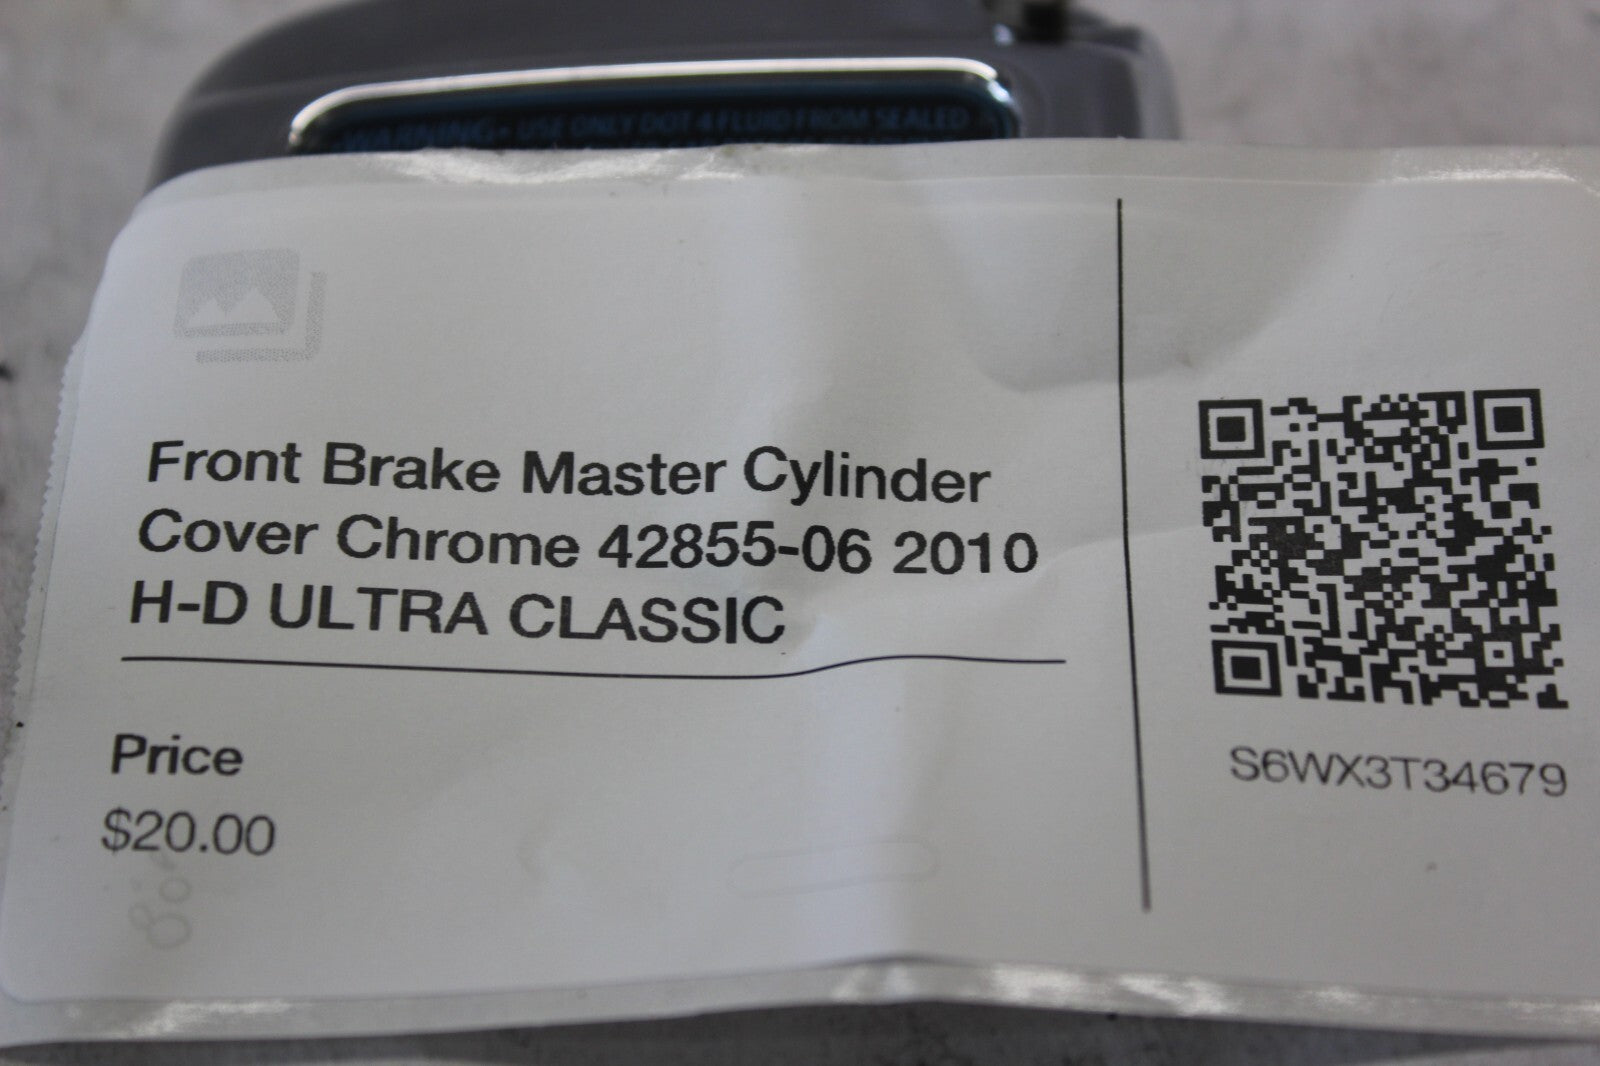 WARNING• USE ONLY DOT 4 FLUID FROM SEALED
Front Brake Master Cylinder
Cover Chrome 42855-06 2010
H-D ULTRA CLASSIC
Price
$20.00
S6WX3T34679